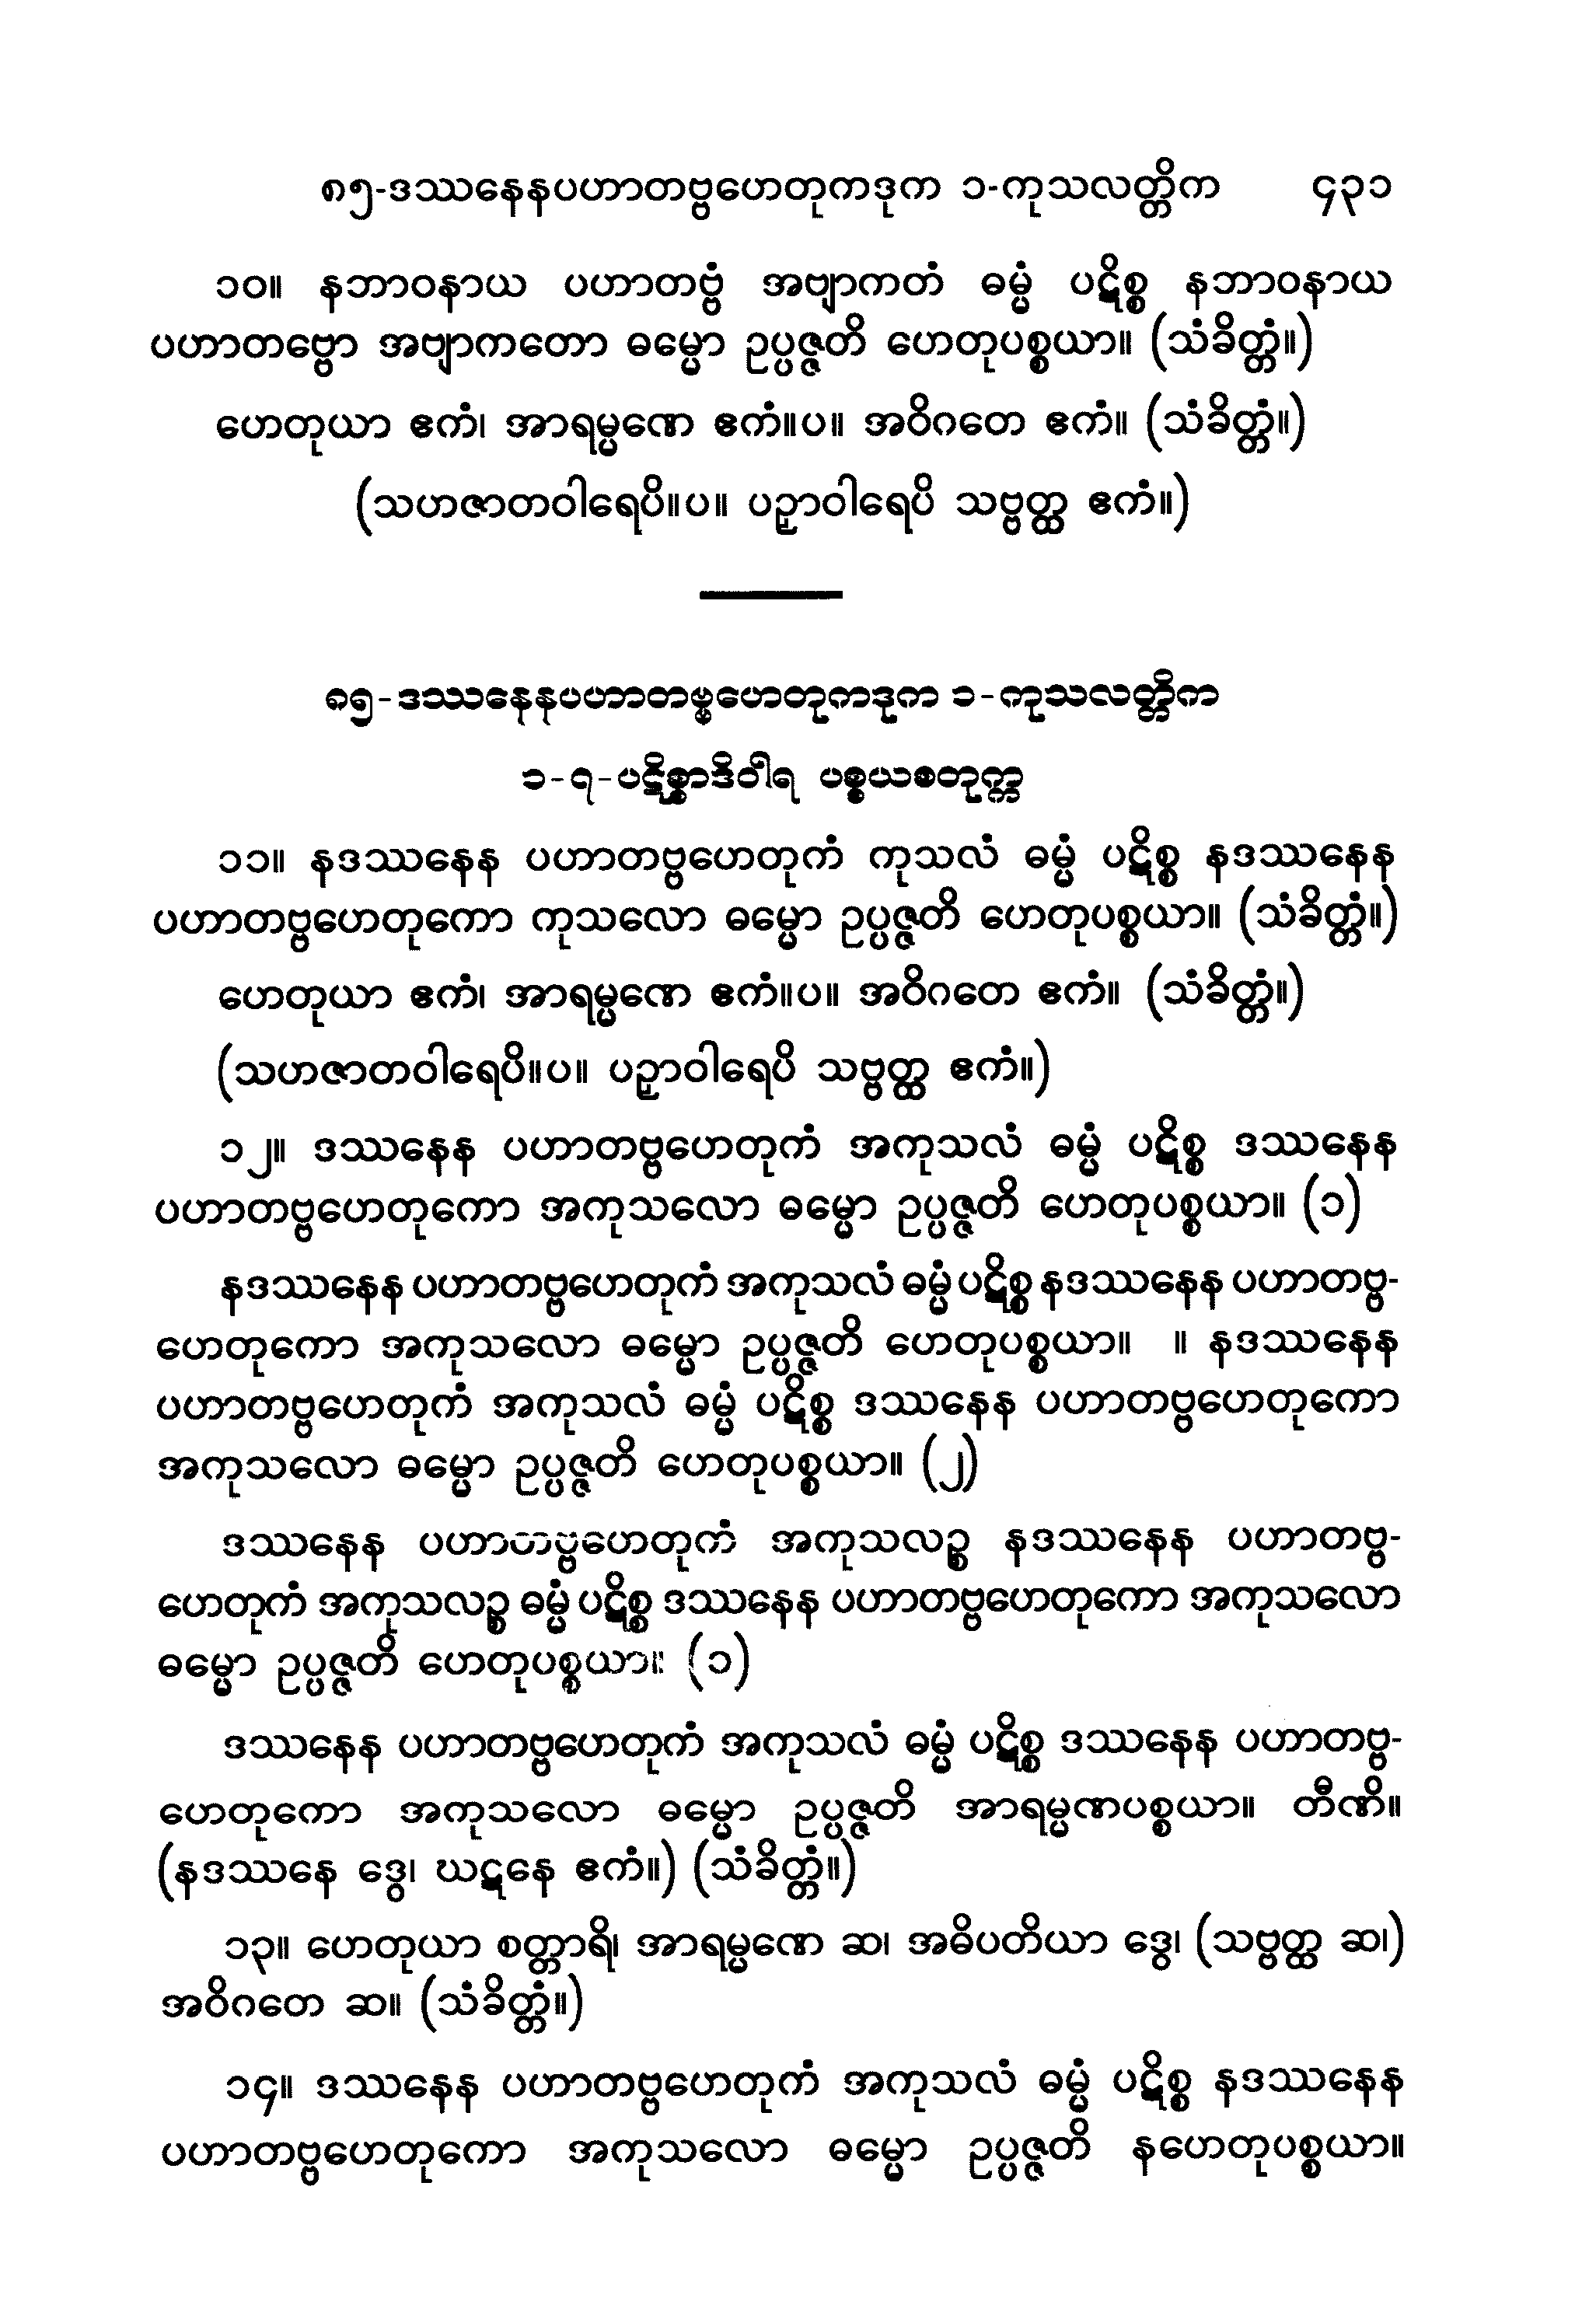 ၈၅-ဒဿနေနပဟာတဗ္ဗဟေတုကဒုက ၁-ကုသလတ္တိက ၄၃၁
၁၀။ နဘာဝနာယ ပဟာတဗ္ဗံ အဗျာကတံ ဓမ္မံ ပဋိစ္စ နဘာဝနာယ
ပဟာတဗ္ဗော အဗျာကတော ဓမ္မော ဥပ္ပဇ္ဇတိ ဟေတုပစ္စယာ။ (သံခိတ္တံ။)
ဟေတုယာ ဧကံ၊ အာရမ္မဏေ ဧကံ။ပ။ အဝိဂတေ ဧကံ။ (သံခိတ္တံ။)
(သဟဇာတဝါရေပိ။ပ။ ပဉှာဝါရေပိ သဗ္ဗတ္ထ ဧကံ။)
၈၅-ဒဿနေနပဟာတဗ္ဗဟေတုကဒုက ၁-ကုသလတ္တိက
၁-၇-ပဋိစ္စာဒိဝါရ ပစ္စယစတုက္က
၁၁။ နဒဿနေန ပဟာတဗ္ဗဟေတုကံ ကုသလံ ဓမ္မံ ပဋိစ္စ နဒဿနေန
ပဟာတဗ္ဗဟေတုကော ကုသလော ဓမ္မော ဥပ္ပဇ္ဇတိ ဟေတုပစ္စယာ။ (သံခိတ္တံ။)
ဟေတုယာ ဧကံ၊ အာရမ္မဏေ ဧကံ။ပ။ အဝိဂတေ ဧကံ။ (သံခိတ္တံ။)
(သဟဇာတဝါရေပိ။ပ။ ပဉှာဝါရေပိ သဗ္ဗတ္ထ ဧကံ။)
၁၂။ ဒဿနေန ပဟာတဗ္ဗဟေတုကံ အကုသလံ ဓမ္မံ ပဋိစ္စ ဒဿနေန
ပဟာတဗ္ဗဟေတုကော အကုသလော ဓမ္မော ဥပ္ပဇ္ဇတိ ဟေတုပစ္စယာ။ (၁)
နဒဿနေန ပဟာတဗ္ဗဟေတုကံ အကုသလံ ဓမ္မံ ပဋိစ္စ နဒဿနေန ပဟာတဗ္ဗ-
ဟေတုကော အကုသလော ဓမ္မော ဥပ္ပဇ္ဇတိ ဟေတုပစ္စယာ။ ။ နဒဿနေန
ပဟာတဗ္ဗဟေတုကံ အကုသလံ ဓမ္မံ ပဋိစ္စ ဒဿနေန ပဟာတဗ္ဗဟေတုကော
အကုသလော ဓမ္မော ဥပ္ပဇ္ဇတိ ဟေတုပစ္စယာ။ (၂)
ဒဿနေန ပဟာတဗ္ဗဟေတုကံ အကုသလဉ္စ နဒဿနေန ပဟာတဗ္ဗ-
ဟေတုကံ အကုသလဉ္စ ဓမ္မံ ပဋိစ္စ ဒဿနေန ပဟာတဗ္ဗဟေတုကော အကုသလော
ဓမ္မော ဥပ္ပဇ္ဇတိ ဟေတုပစ္စယာ။ (၁)
ဒဿနေန ပဟာတဗ္ဗဟေတုကံ အကုသလံ ဓမ္မံ ပဋိစ္စ ဒဿနေန ပဟာတဗ္ဗ-
ဟေတုကော အကုသလော ဓမ္မော ဥပ္ပဇ္ဇတိ အာရမ္မဏပစ္စယာ။ တီဏိ။
(နဒဿနေ ဒွေ၊ ဃဋနေ ဧကံ။) (သံခိတ္တံ။)
၁၃။ ဟေတုယာ စတ္တာရိ၊ အာရမ္မဏေ ဆ၊ အဓိပတိယာ ဒွေ၊ (သဗ္ဗတ္ထ ဆ၊)
အဝိဂတေ ဆ။ (သံခိတ္တံ။)
၁၄။ ဒဿနေန ပဟာတဗ္ဗဟေတုကံ အကုသလံ ဓမ္မံ ပဋိစ္စ နဒဿနေန
ပဟာတဗ္ဗဟေတုကော အကုသလော ဓမ္မော ဥပ္ပဇ္ဇတိ နဟေတုပစ္စယာ။